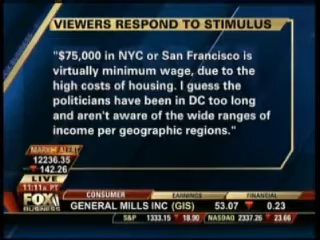 VIEWERS RESPOND TO STIMULUS
"$75,000 in NYC or San Francisco is
virtually minimum wage, due to the
high costs of housing. I guess the
politicians have been in DC too long
and aren't aware of the wide ranges of
income per geographic regions."
MARKET ALERT
12236.35
142.26
LIVE
11:11a PT
FOX
BUSINESS
CONSUMER EARNINGS FINANCIAL
GENERAL MILLS INC (GIS) 53.07 0.23
S&P 1333.15 18.90 NASDAQ 2337.26 23.66